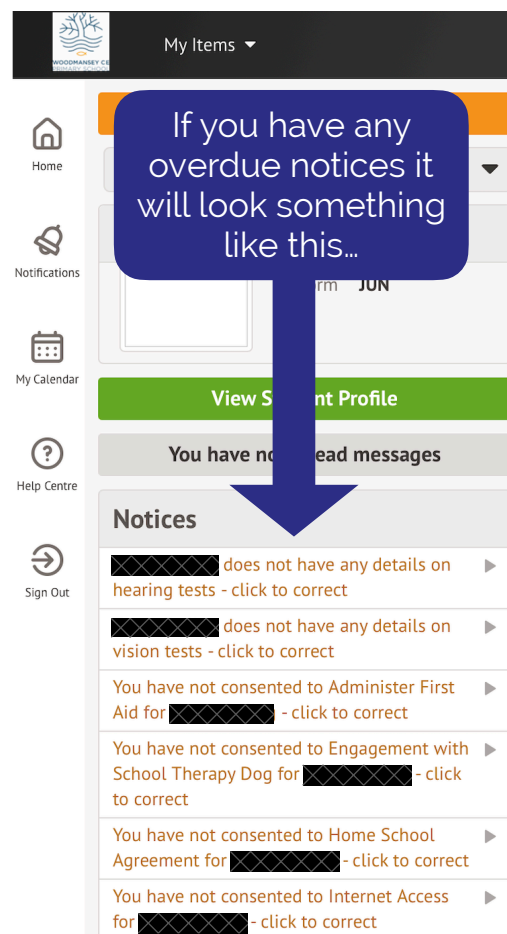 WOODMANSEY CE
PRIMARY SCHOOL
My Items
If you have any
overdue notices it
will look something
like this…
Home
Notifications
My Calendar
Help Centre
Sign Out
JUN
View S nt Profile
You have no ead messages
Notices
does not have any details on
hearing tests - click to correct
does not have any details on
vision tests - click to correct
You have not consented to Administer First
Aid for - click to correct
You have not consented to Engagement with
School Therapy Dog for - click
to correct
You have not consented to Home School
Agreement for - click to correct
You have not consented to Internet Access
for - click to correct